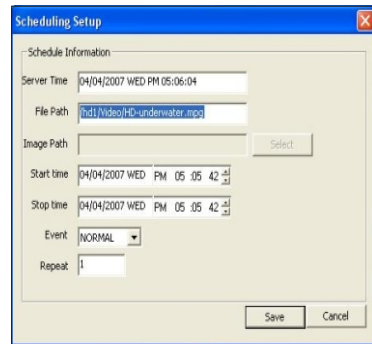 Scheduling Setup
Schedule Information
Server Time 04/04/2007 WED PM 05:06:04
File Path /hd1/Video/HD-underwater.mpg
Image Path Select
Start time 04/04/2007 WED PM 05 :05 42
Stop time 04/04/2007 WED PM 05 :05 42
Event NORMAL
Repeat 1
Save Cancel